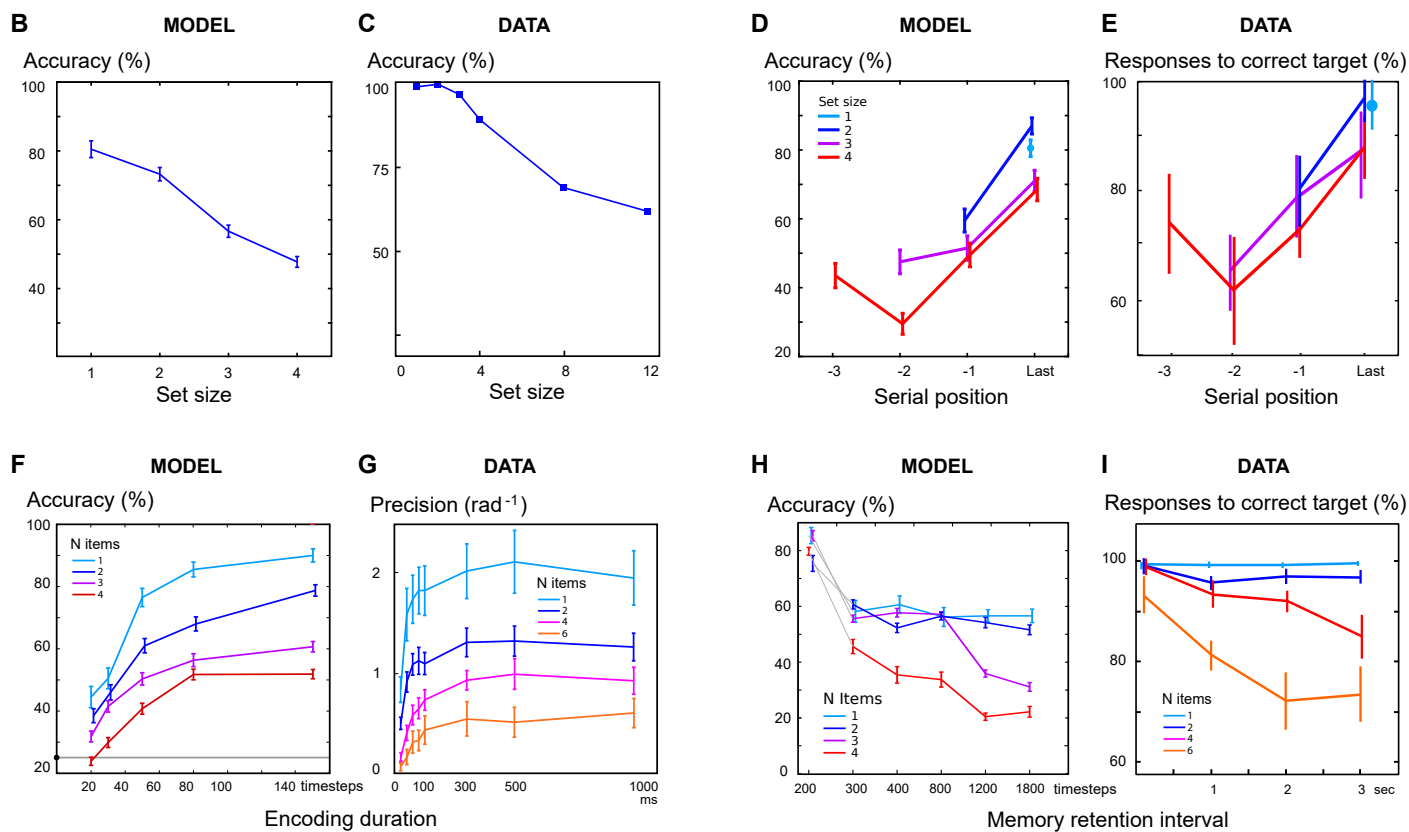 B MODEL
Accuracy (%)
100
80
60
40
1 2 3 4
Set size
C DATA
Accuracy (%)
100
75
50
0 4 8 12
Set size
D MODEL
Accuracy (%)
100
80
60
40
20
Set size
1
2
3
4
-3 -2 -1 Last
Serial position
E DATA
Responses to correct target (%)
100
80
60
-3 -2 -1 Last
Serial position
F MODEL
Accuracy (%)
100
80
60
40
20
N items
1
2
3
4
20 40 60 80 100 140 timesteps
G DATA
Precision (rad⁻¹)
2
1
0
N items
1
2
4
6
0 100 300 500 1000
ms
Encoding duration
H MODEL
Accuracy (%)
100
80
60
40
20
0
N Items
1
2
3
4
200 300 400 800 1200 1800 timesteps
I DATA
Responses to correct target (%)
100
80
60
N items
1
2
4
6
1 2 3 sec
Memory retention interval